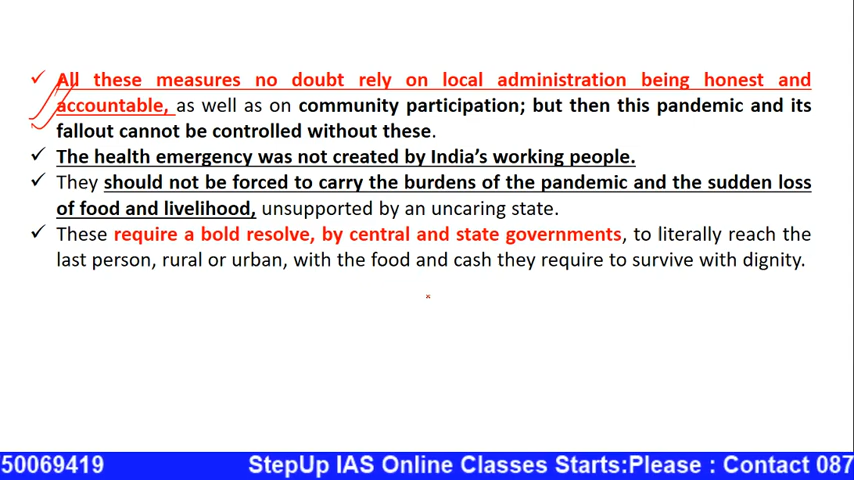 ✓ All these measures no doubt rely on local administration being honest and
accountable, as well as on community participation; but then this pandemic and its
fallout cannot be controlled without these.
✓ The health emergency was not created by India's working people.
✓ They should not be forced to carry the burdens of the pandemic and the sudden loss
of food and livelihood, unsupported by an uncaring state.
✓ These require a bold resolve, by central and state governments, to literally reach the
last person, rural or urban, with the food and cash they require to survive with dignity.
50069419 StepUp IAS Online Classes Starts:Please : Contact 087